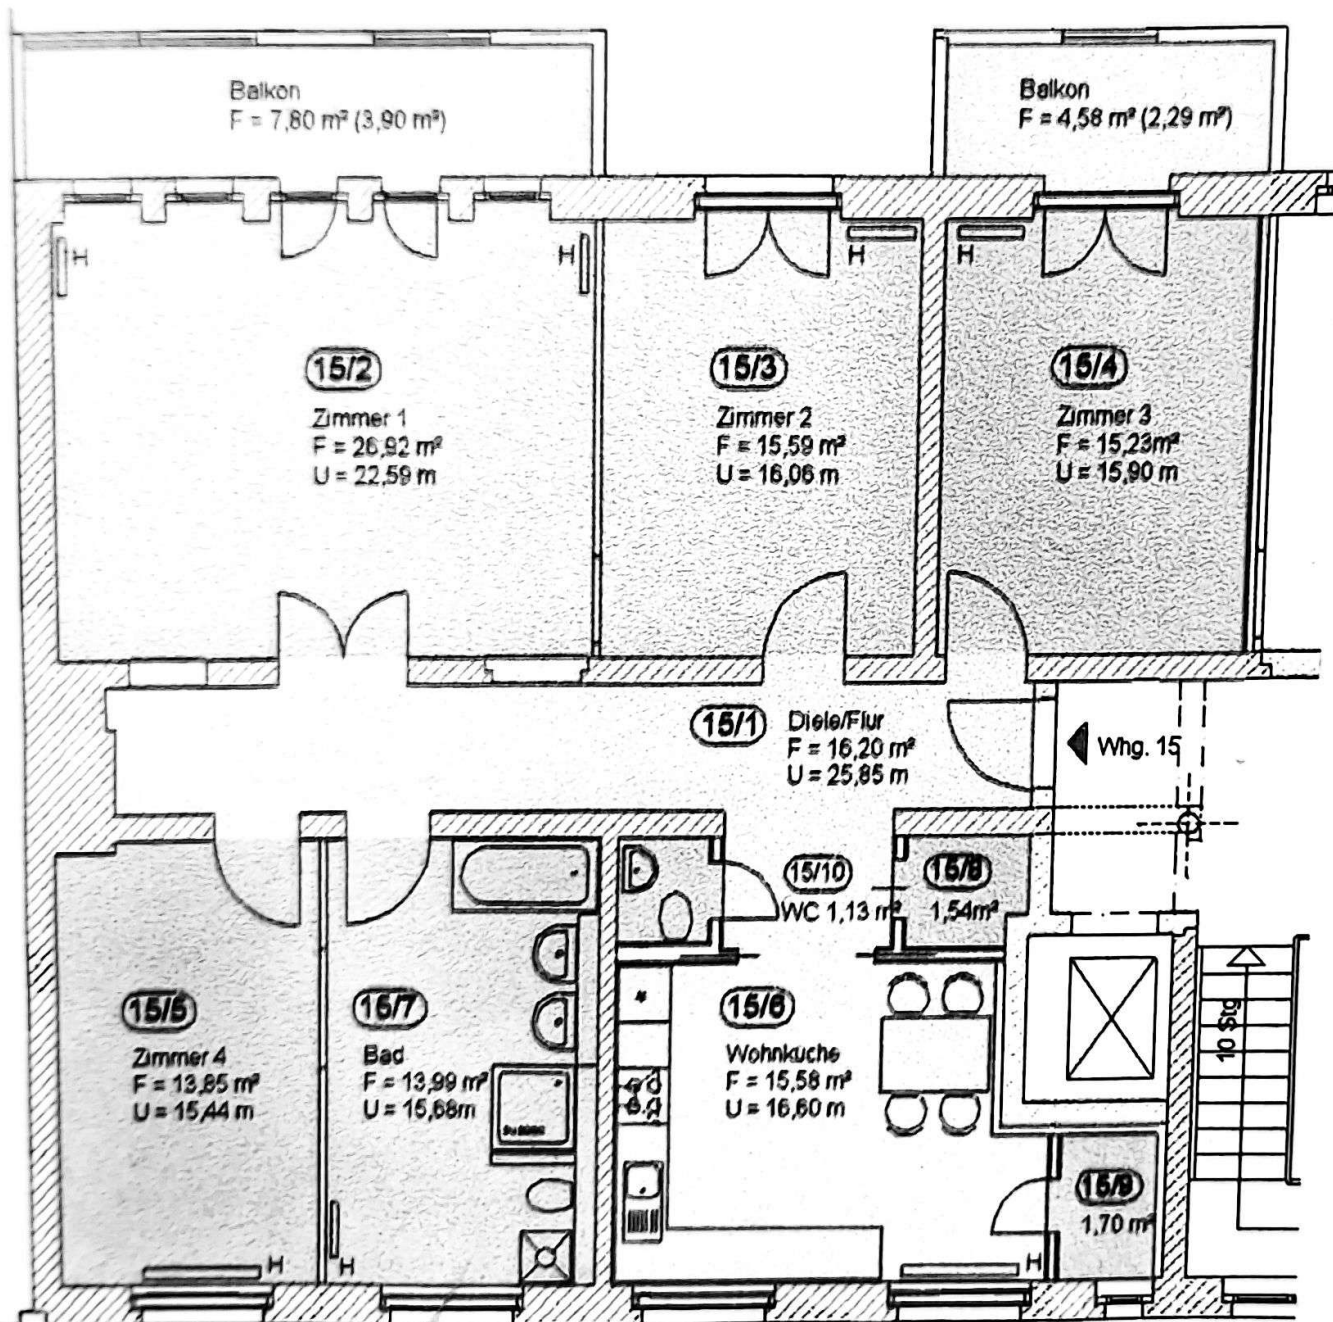 Balkon
F = 7,80 m² (3,90 m²)
Balkon
F = 4,58 m² (2,29 m²)
H
H
H
H
15/2
Zimmer 1
F = 26,92 m²
U = 22,59 m
15/3
Zimmer 2
F = 15,59 m²
U = 16,06 m
15/4
Zimmer 3
F = 15,23m²
U = 15,90 m
15/1
Diele/Flur
F = 16,20 m²
U = 25,85 m
Whg. 15
15/10
WC 1,13 m²
15/8
1,54m²
15/5
Zimmer 4
F = 13,85 m²
U = 15,44 m
15/7
Bad
F = 13,99 m²
U = 15,68m
15/6
Wohnküche
F = 15,58 m²
U = 16,60 m
10 Stg
15/9
1,70 m²
H
H
H